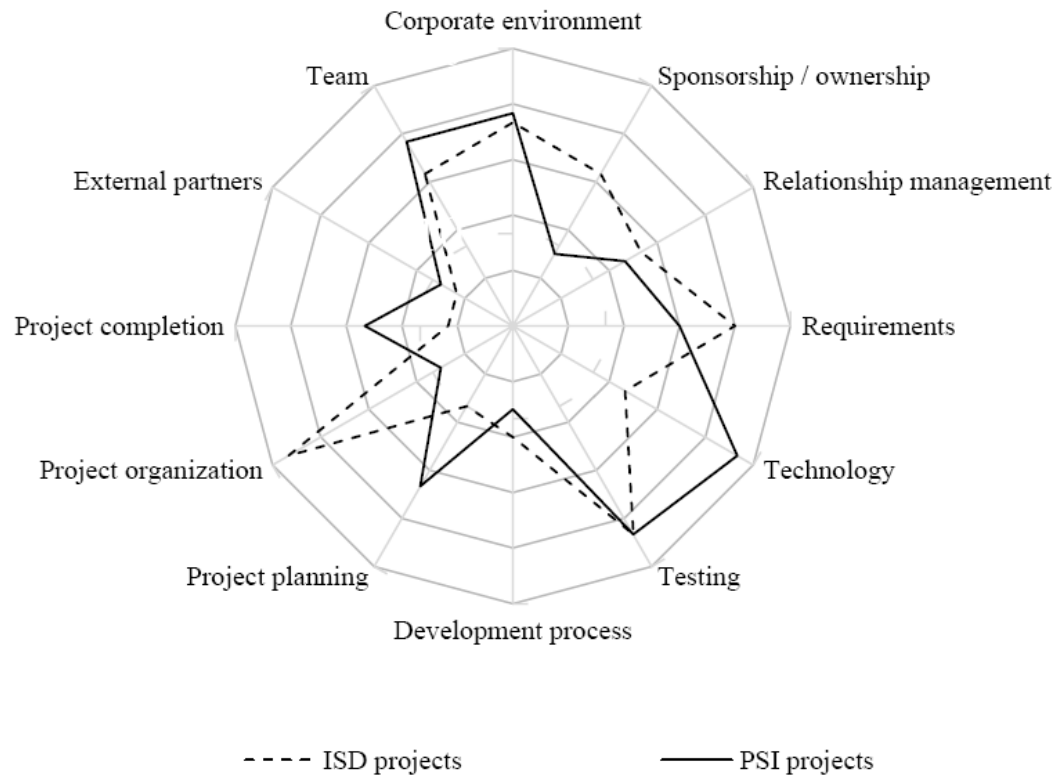 Corporate environment
Team
Sponsorship / ownership
External partners
Relationship management
Project completion
Requirements
Project organization
Technology
Project planning
Testing
Development process
ISD projects
PSI projects